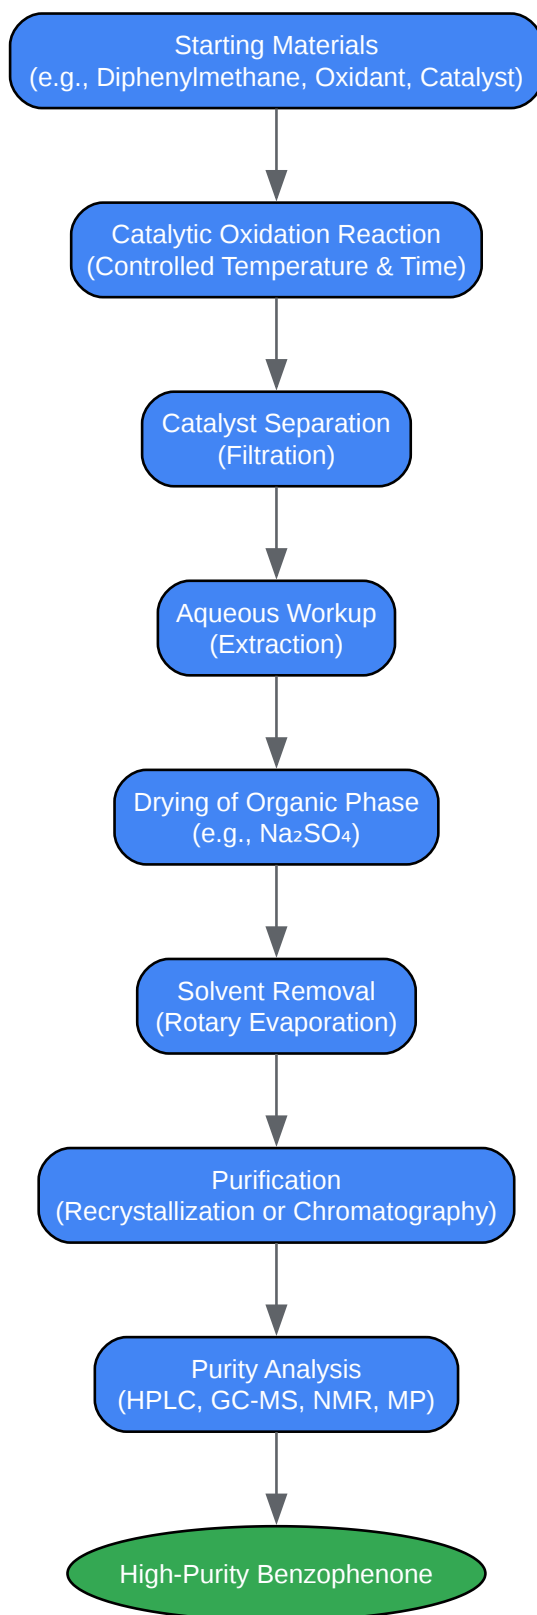 Starting Materials
(e.g., Diphenylmethane, Oxidant, Catalyst)
Catalytic Oxidation Reaction
(Controlled Temperature & Time)
Catalyst Separation
(Filtration)
Aqueous Workup
(Extraction)
Drying of Organic Phase
(e.g., Na₂SO₄)
Solvent Removal
(Rotary Evaporation)
Purification
(Recrystallization or Chromatography)
Purity Analysis
(HPLC, GC-MS, NMR, MP)
High-Purity Benzophenone